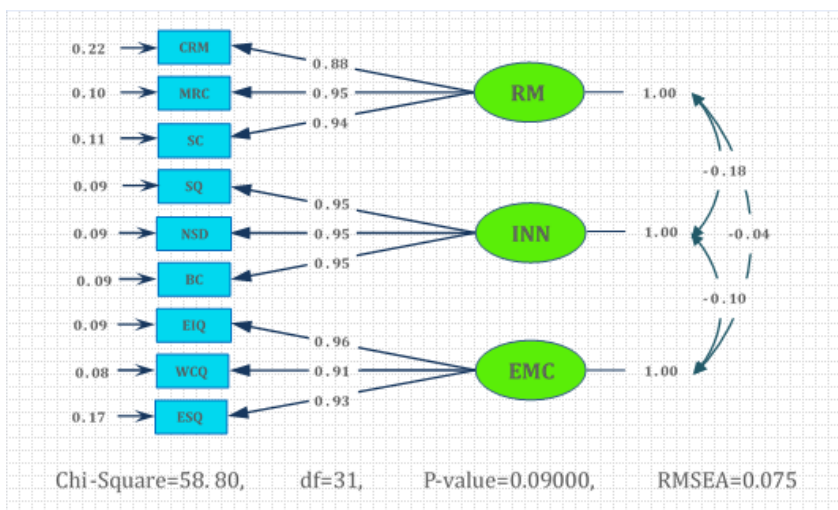 0.22 CRM
0.88
0.10 MRC 0.95 RM 1.00
0.94
0.11 SC
-0.18
0.09 SQ
0.95
0.09 NSD 0.95 INN 1.00 -0.04
0.95
0.09 BC
-0.10
0.09 EIQ
0.96
0.08 WCQ 0.91 EMC 1.00
0.93
0.17 ESQ
Chi-Square=58.80, df=31, P-value=0.09000, RMSEA=0.075